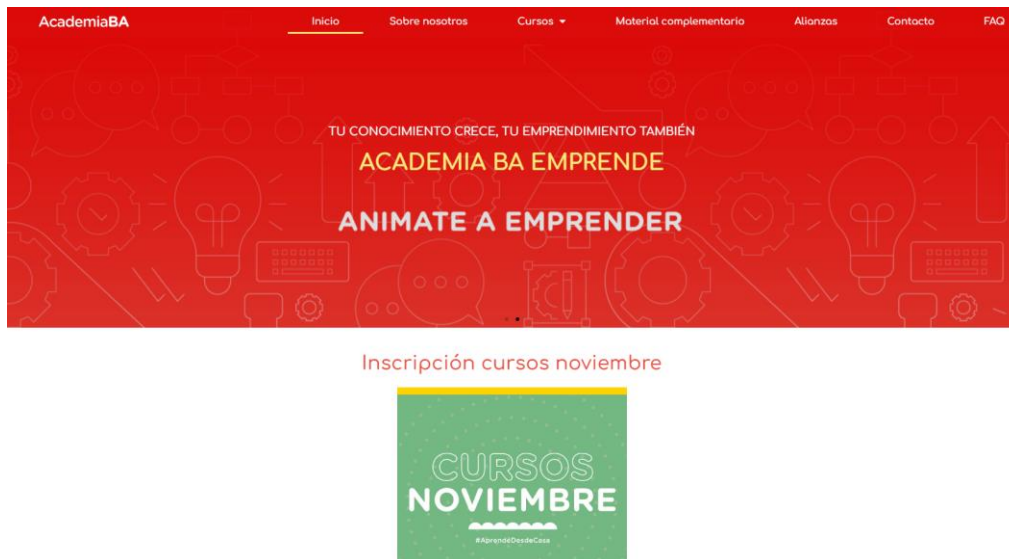 AcademiaBA Inicio Sobre nosotros Cursos Material complementario Alianzas Contacto FAQ
TU CONOCIMIENTO CRECE, TU EMPRENDIMIENTO TAMBIÉN
ACADEMIA BA EMPRENDE
ANIMATE A EMPRENDER
Inscripción cursos noviembre
CURSOS
NOVIEMBRE
#AprendéDesdeCasa